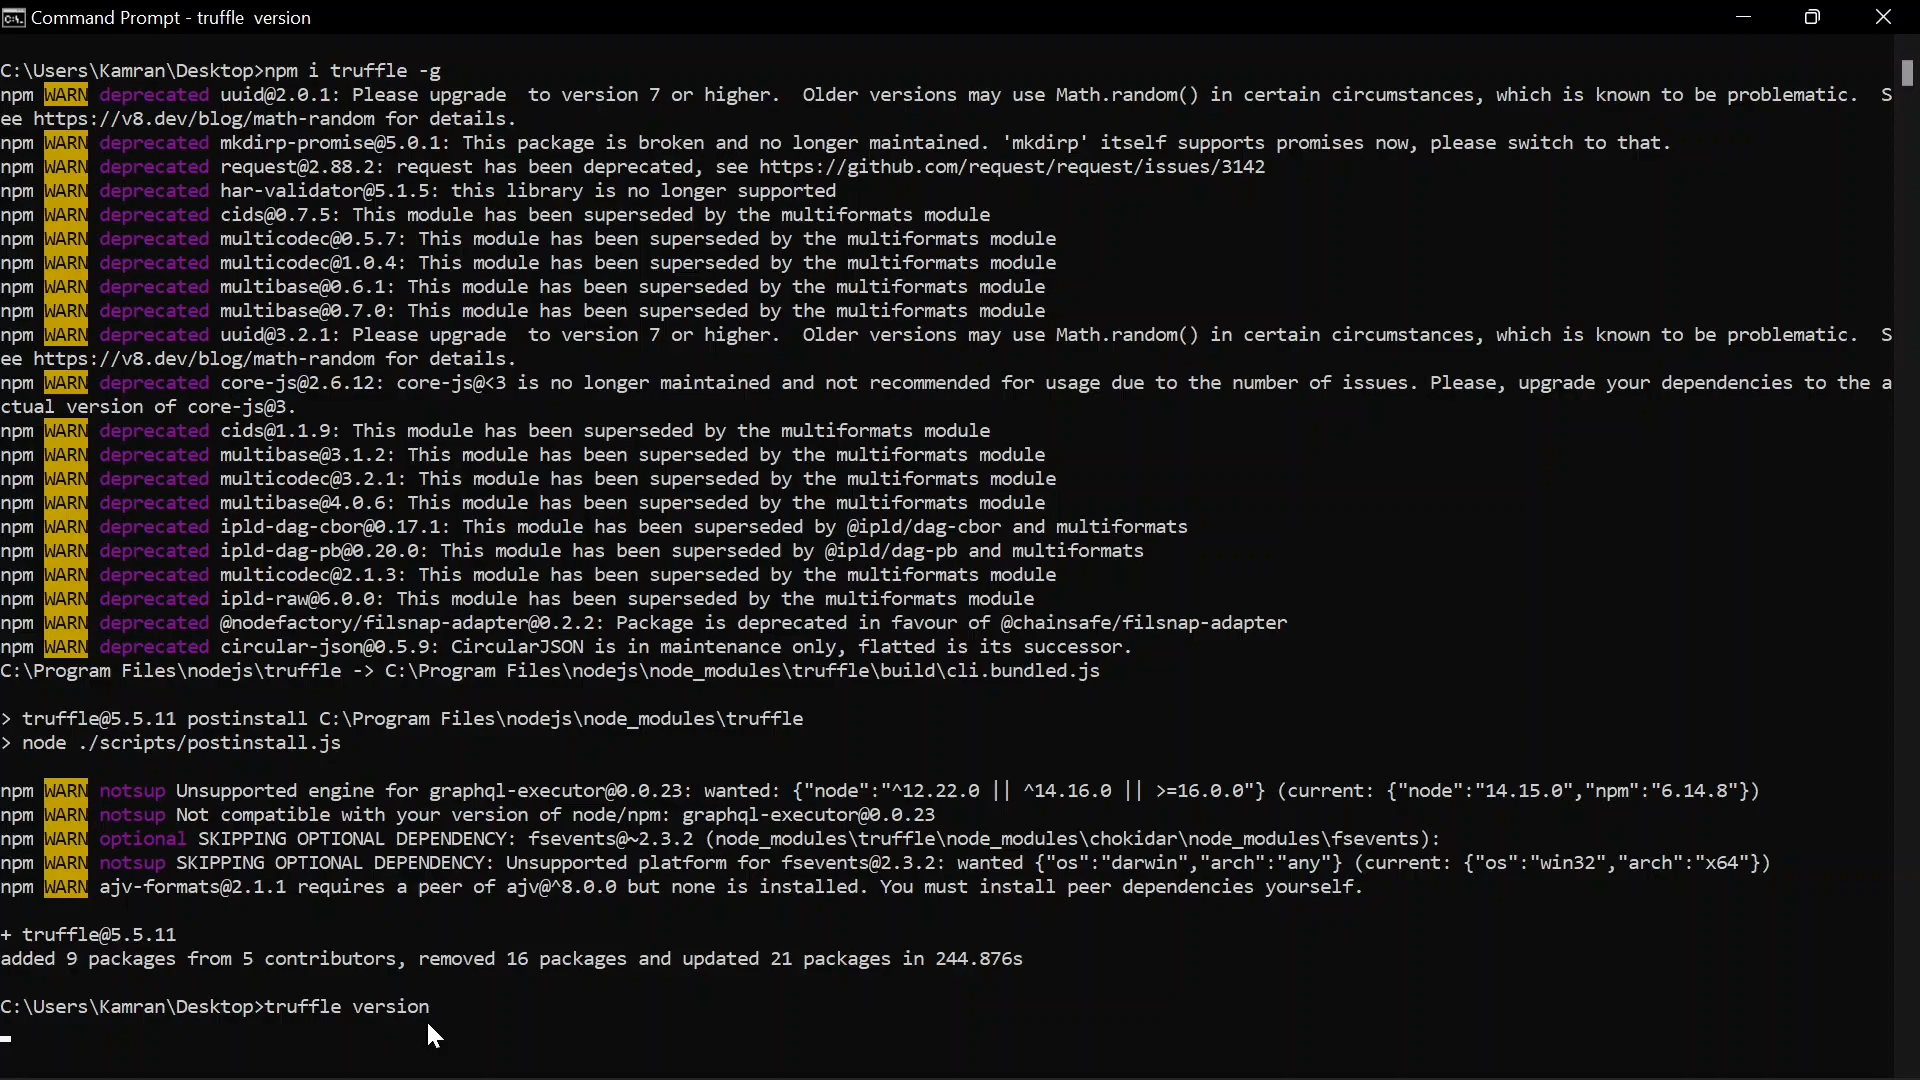 Command Prompt - truffle  version
C:\Users\Kamran\Desktop>npm i truffle -g
npm WARN deprecated uuid@2.0.1: Please upgrade  to version 7 or higher.  Older versions may use Math.random() in certain circumstances, which is known to be problematic.  S
ee https://v8.dev/blog/math-random for details.
npm WARN deprecated mkdirp-promise@5.0.1: This package is broken and no longer maintained. 'mkdirp' itself supports promises now, please switch to that.
npm WARN deprecated request@2.88.2: request has been deprecated, see https://github.com/request/request/issues/3142
npm WARN deprecated har-validator@5.1.5: this library is no longer supported
npm WARN deprecated cids@0.7.5: This module has been superseded by the multiformats module
npm WARN deprecated multicodec@0.5.7: This module has been superseded by the multiformats module
npm WARN deprecated multicodec@1.0.4: This module has been superseded by the multiformats module
npm WARN deprecated multibase@0.6.1: This module has been superseded by the multiformats module
npm WARN deprecated multibase@0.7.0: This module has been superseded by the multiformats module
npm WARN deprecated uuid@3.2.1: Please upgrade  to version 7 or higher.  Older versions may use Math.random() in certain circumstances, which is known to be problematic.  S
ee https://v8.dev/blog/math-random for details.
npm WARN deprecated core-js@2.6.12: core-js@<3 is no longer maintained and not recommended for usage due to the number of issues. Please, upgrade your dependencies to the a
ctual version of core-js@3.
npm WARN deprecated cids@1.1.9: This module has been superseded by the multiformats module
npm WARN deprecated multibase@3.1.2: This module has been superseded by the multiformats module
npm WARN deprecated multicodec@3.2.1: This module has been superseded by the multiformats module
npm WARN deprecated multibase@4.0.6: This module has been superseded by the multiformats module
npm WARN deprecated ipld-dag-cbor@0.17.1: This module has been superseded by @ipld/dag-cbor and multiformats
npm WARN deprecated ipld-dag-pb@0.20.0: This module has been superseded by @ipld/dag-pb and multiformats
npm WARN deprecated multicodec@2.1.3: This module has been superseded by the multiformats module
npm WARN deprecated ipld-raw@6.0.0: This module has been superseded by the multiformats module
npm WARN deprecated @nodefactory/filsnap-adapter@0.2.2: Package is deprecated in favour of @chainsafe/filsnap-adapter
npm WARN deprecated circular-json@0.5.9: CircularJSON is in maintenance only, flatted is its successor.
C:\Program Files\nodejs\truffle -> C:\Program Files\nodejs\node_modules\truffle\build\cli.bundled.js
> truffle@5.5.11 postinstall C:\Program Files\nodejs\node_modules\truffle
> node ./scripts/postinstall.js
npm WARN notsup Unsupported engine for graphql-executor@0.0.23: wanted: {"node":"^12.22.0 || ^14.16.0 || >=16.0.0"} (current: {"node":"14.15.0","npm":"6.14.8"})
npm WARN notsup Not compatible with your version of node/npm: graphql-executor@0.0.23
npm WARN optional SKIPPING OPTIONAL DEPENDENCY: fsevents@~2.3.2 (node_modules\truffle\node_modules\chokidar\node_modules\fsevents):
npm WARN notsup SKIPPING OPTIONAL DEPENDENCY: Unsupported platform for fsevents@2.3.2: wanted {"os":"darwin","arch":"any"} (current: {"os":"win32","arch":"x64"})
npm WARN ajv-formats@2.1.1 requires a peer of ajv@^8.0.0 but none is installed. You must install peer dependencies yourself.
+ truffle@5.5.11
added 9 packages from 5 contributors, removed 16 packages and updated 21 packages in 244.876s
C:\Users\Kamran\Desktop>truffle version